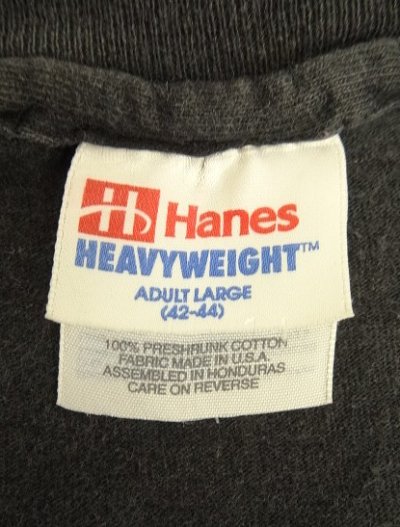 Hanes
HEAVYWEIGHT™
ADULT LARGE
(42-44)
100% PRESHRUNK COTTON
FABRIC MADE IN U.S.A.
ASSEMBLED IN HONDURAS
CARE ON REVERSE